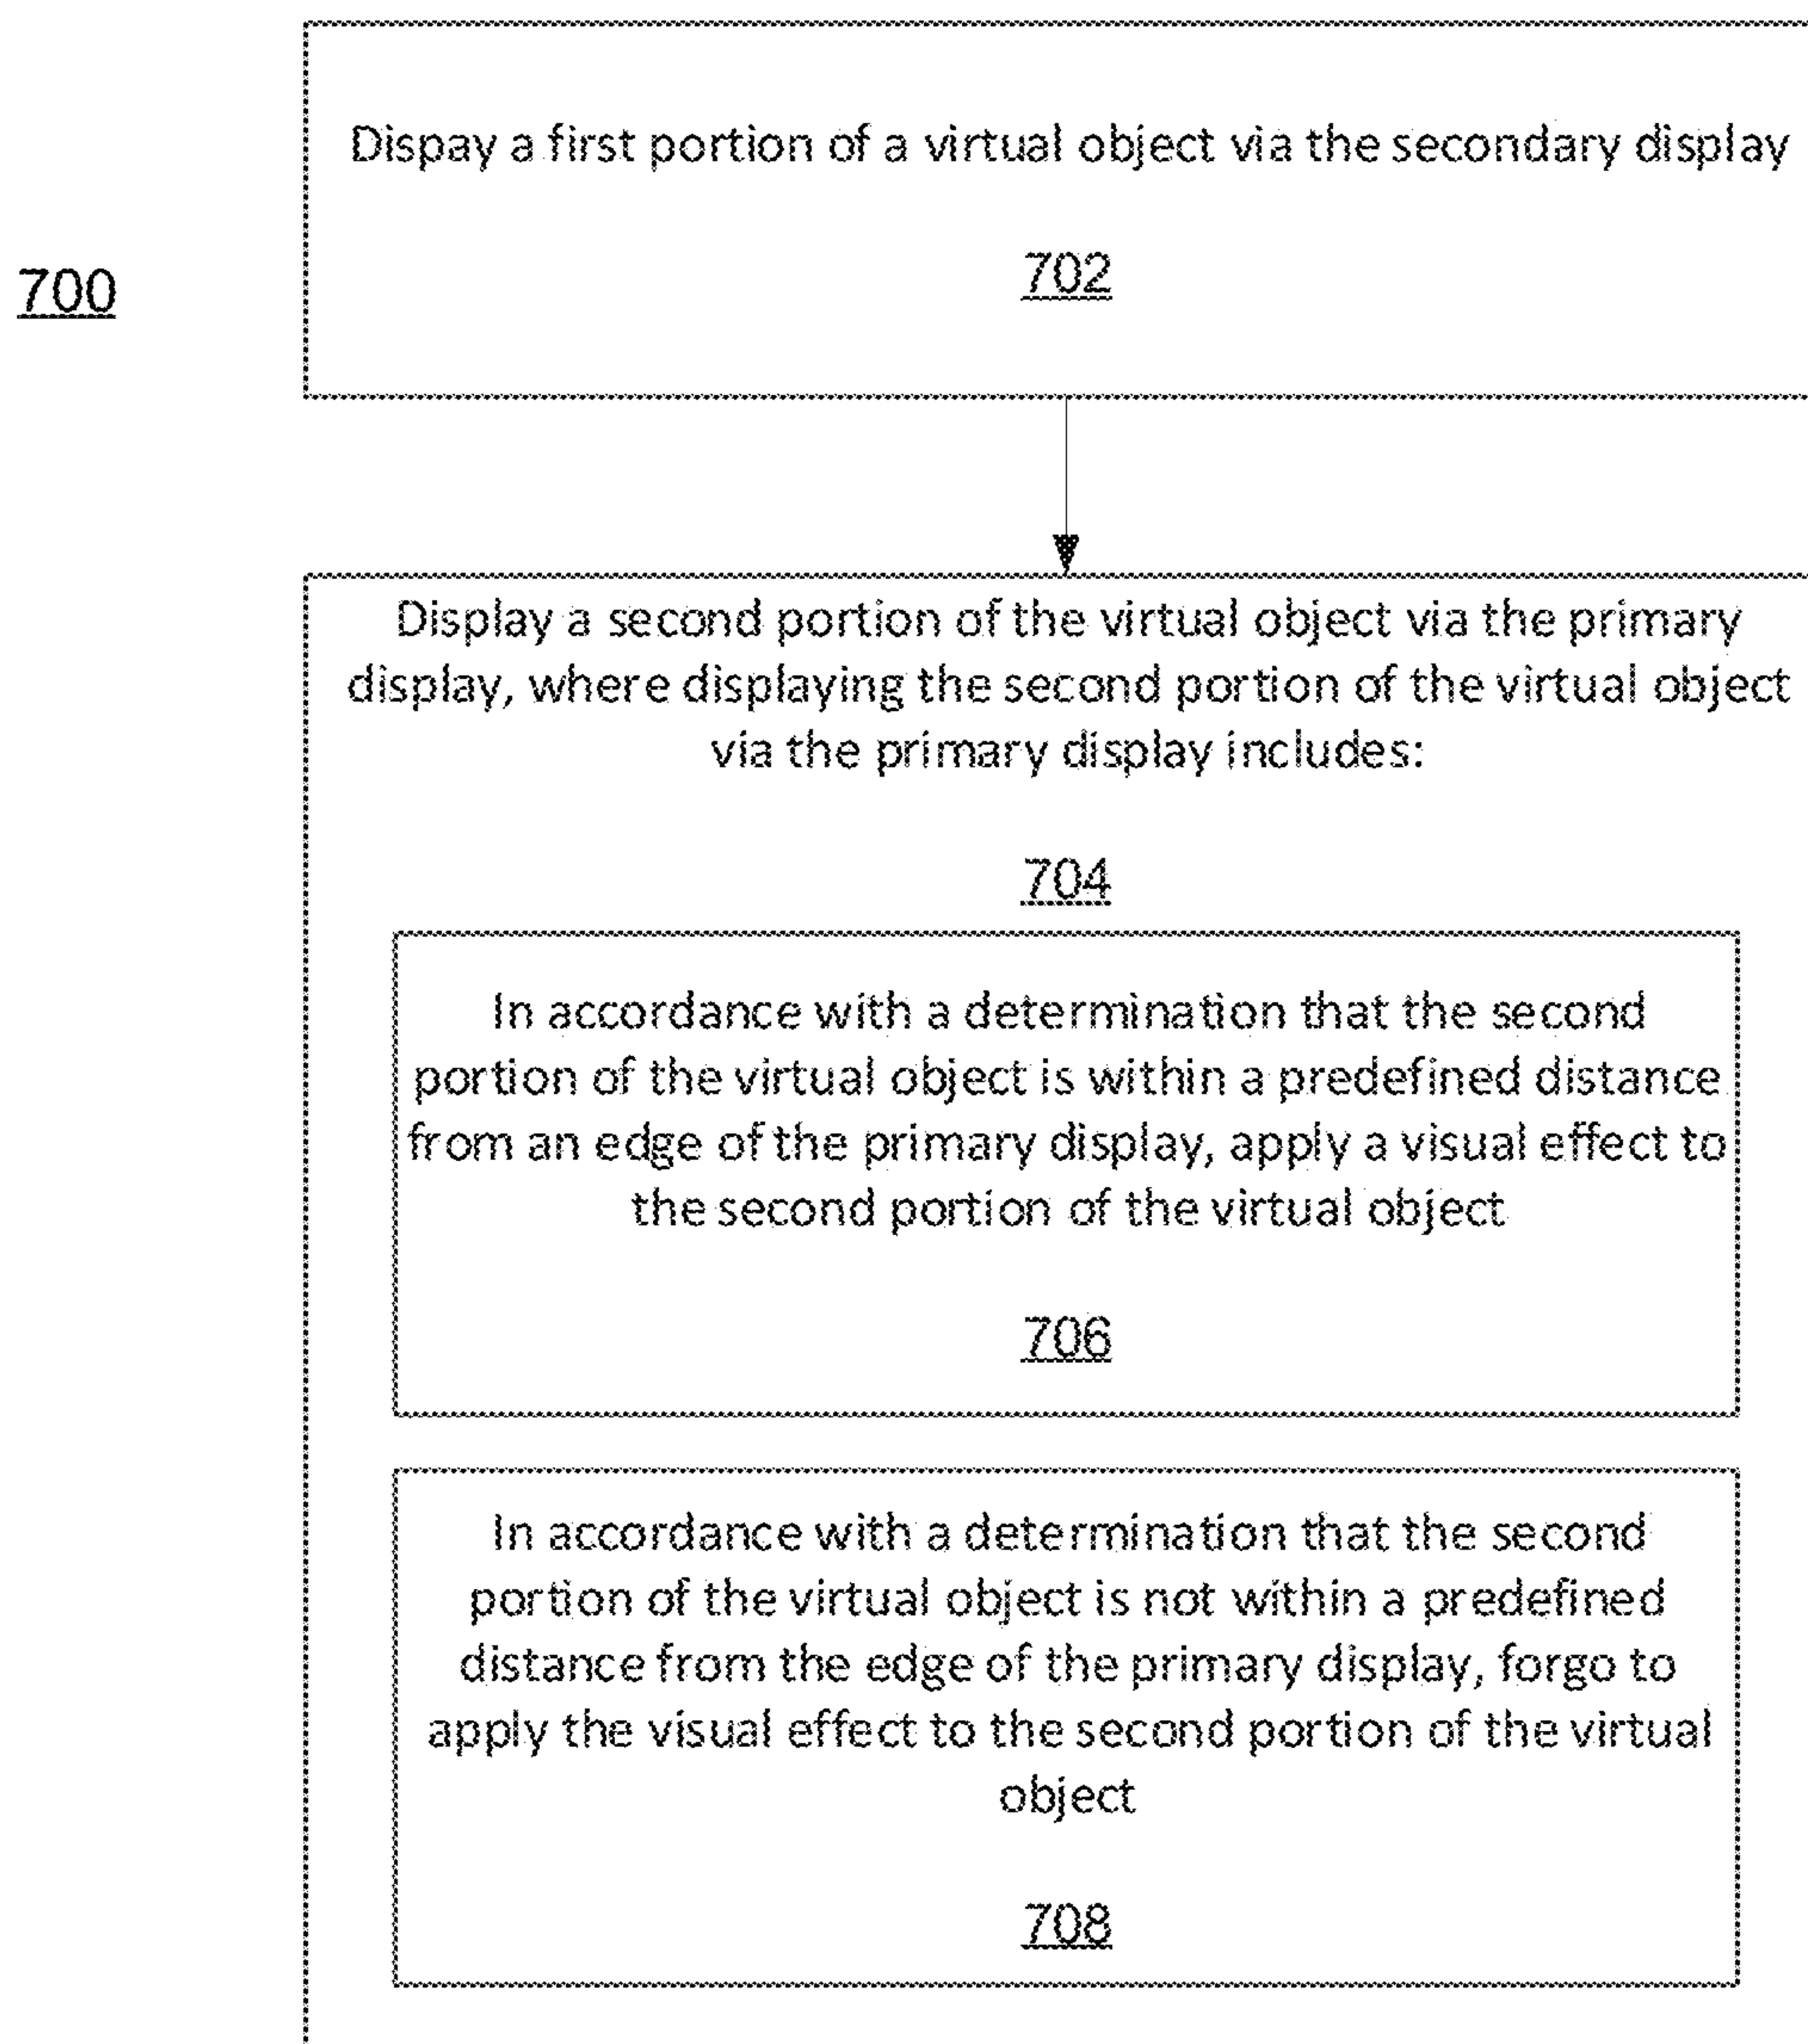 Dispay a first portion of a virtual object via the secondary display
702
700
Display a second portion of the virtual object via the primary
display, where displaying the second portion of the virtual object
via the primary display includes:
704
In accordance with a determination that the second
portion of the virtual object is within a predefined distance
from an edge of the primary display, apply a visual effect to
the second portion of the virtual object
706
In accordance with a determination that the second
portion of the virtual object is not within a predefined
distance from the edge of the primary display, forgo to
apply the visual effect to the second portion of the virtual
object
708